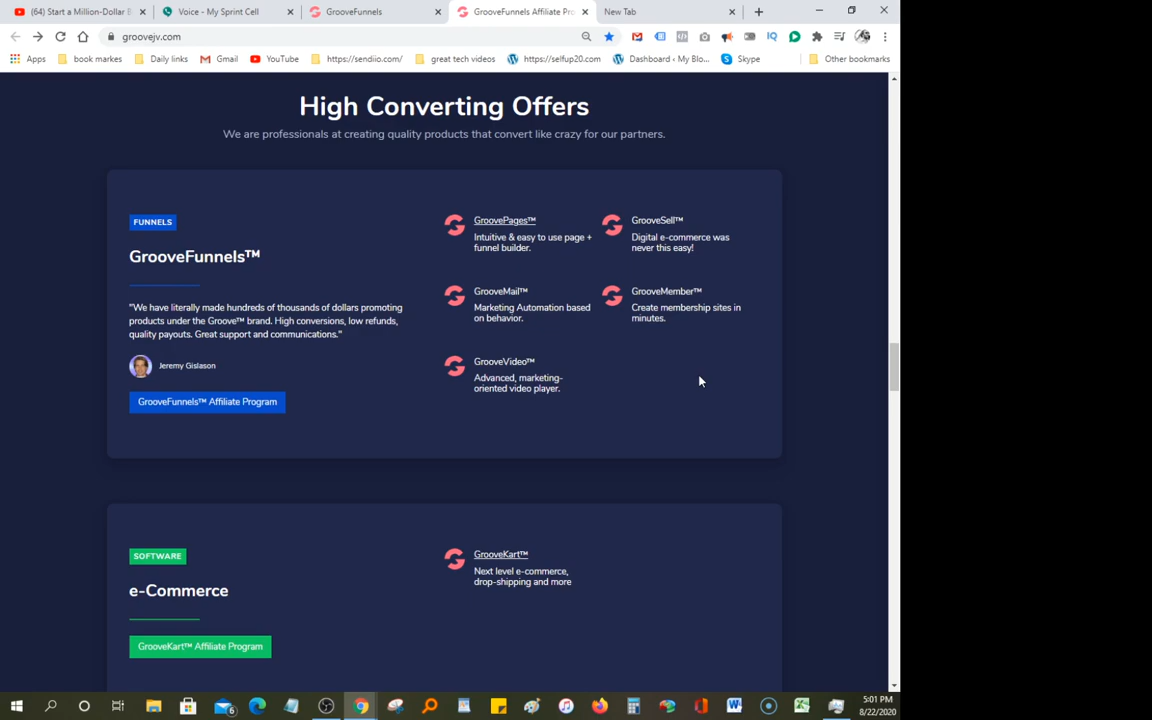 (64) Start a Million-Dollar B
Voice - My Sprint Cell
GrooveFunnels
GrooveFunnels Affiliate Pro
New Tab
groovejv.com
Apps
book markes
Daily links
Gmail
YouTube
https://sendiio.com/
great tech videos
https://selfup20.com
Dashboard ‹ My Blo...
Skype
Other bookmarks
High Converting Offers
We are professionals at creating quality products that convert like crazy for our partners.
FUNNELS
GrooveFunnels™
"We have literally made hundreds of thousands of dollars promoting
products under the Groove™ brand. High conversions, low refunds,
quality payouts. Great support and communications."
Jeremy Gislason
GrooveFunnels™ Affiliate Program
GroovePages™
Intuitive & easy to use page +
funnel builder.
GrooveSell™
Digital e-commerce was
never this easy!
GrooveMail™
Marketing Automation based
on behavior.
GrooveMember™
Create membership sites in
minutes.
GrooveVideo™
Advanced, marketing-
oriented video player.
SOFTWARE
e-Commerce
GrooveKart™ Affiliate Program
GrooveKart™
Next level e-commerce,
drop-shipping and more
5:01 PM
8/22/2020